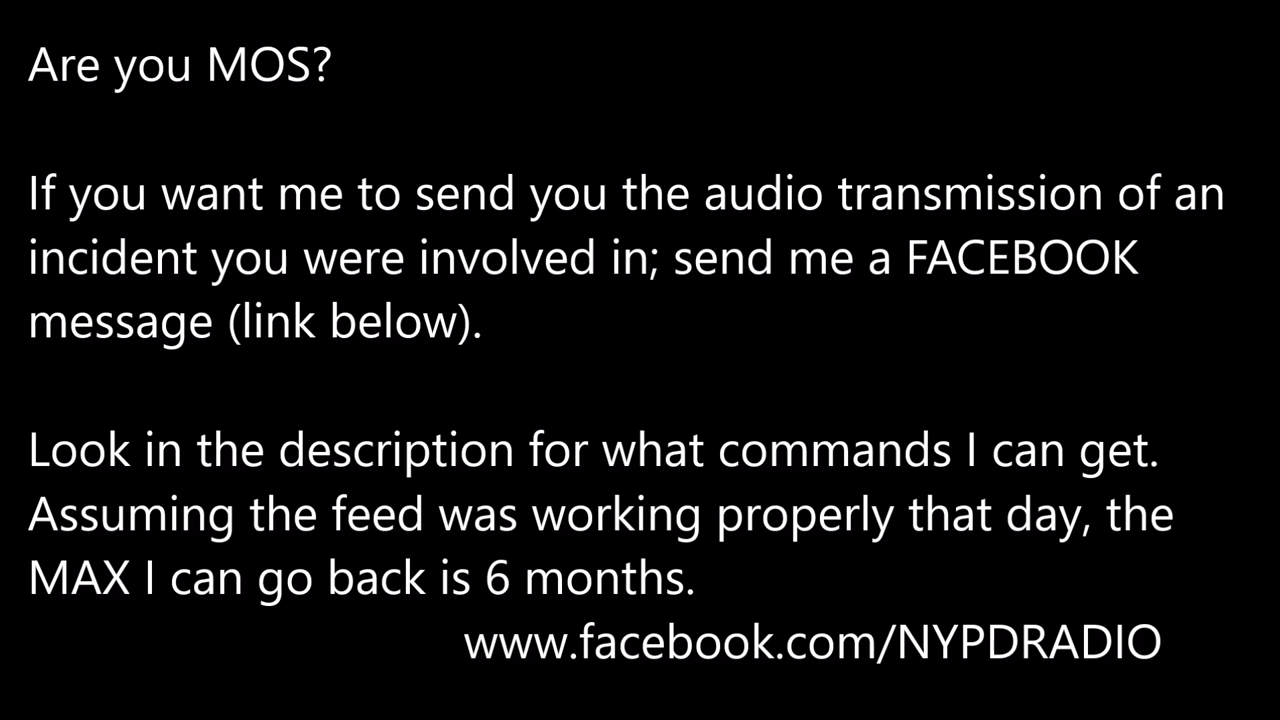 Are you MOS?
If you want me to send you the audio transmission of an
incident you were involved in; send me a FACEBOOK
message (link below).
Look in the description for what commands I can get.
Assuming the feed was working properly that day, the
MAX I can go back is 6 months.
www.facebook.com/NYPDRADIO